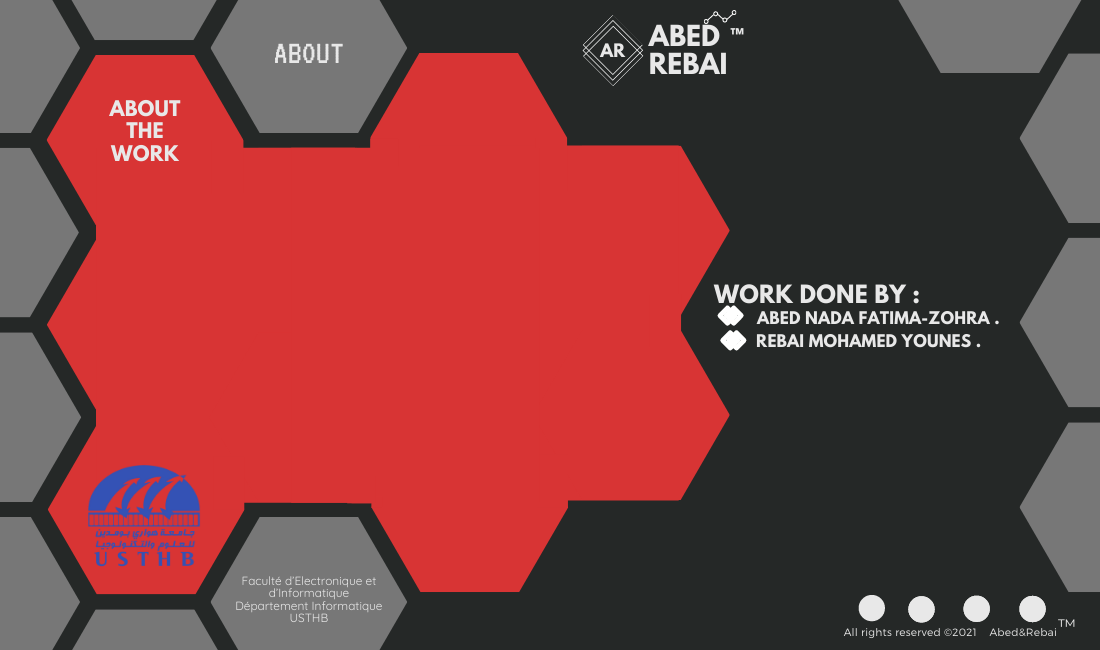 ABOUT
AR
ABED ™
REBAI
ABOUT
THE
WORK
WORK DONE BY :
ABED NADA FATIMA-ZOHRA .
REBAI MOHAMED YOUNES .
جامعة هواري بومدين
للعلوم والتكنولوجيا
USTHB
Faculté d'Electronique et
d'Informatique
Département Informatique
USTHB
All rights reserved ©2021 Abed&Rebai TM